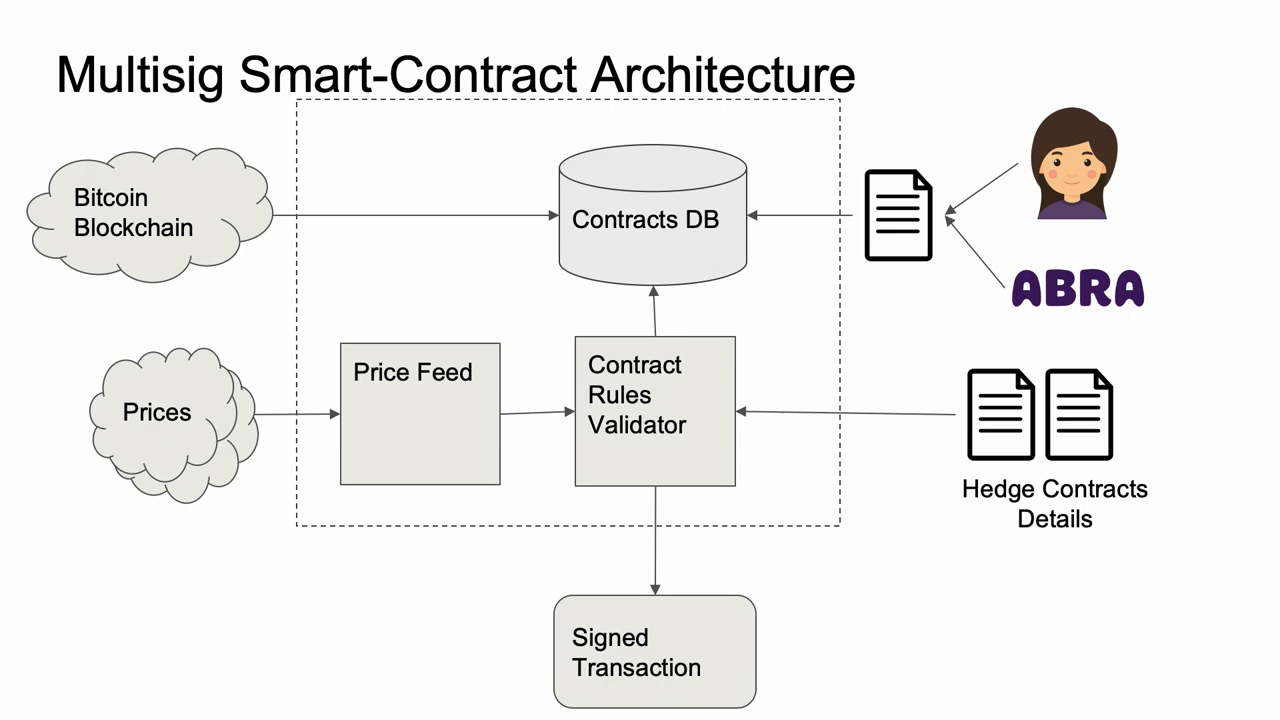 Multisig Smart-Contract Architecture
Bitcoin
Blockchain
Contracts DB
ABRA
Prices
Price Feed
Contract
Rules
Validator
Hedge Contracts
Details
Signed
Transaction